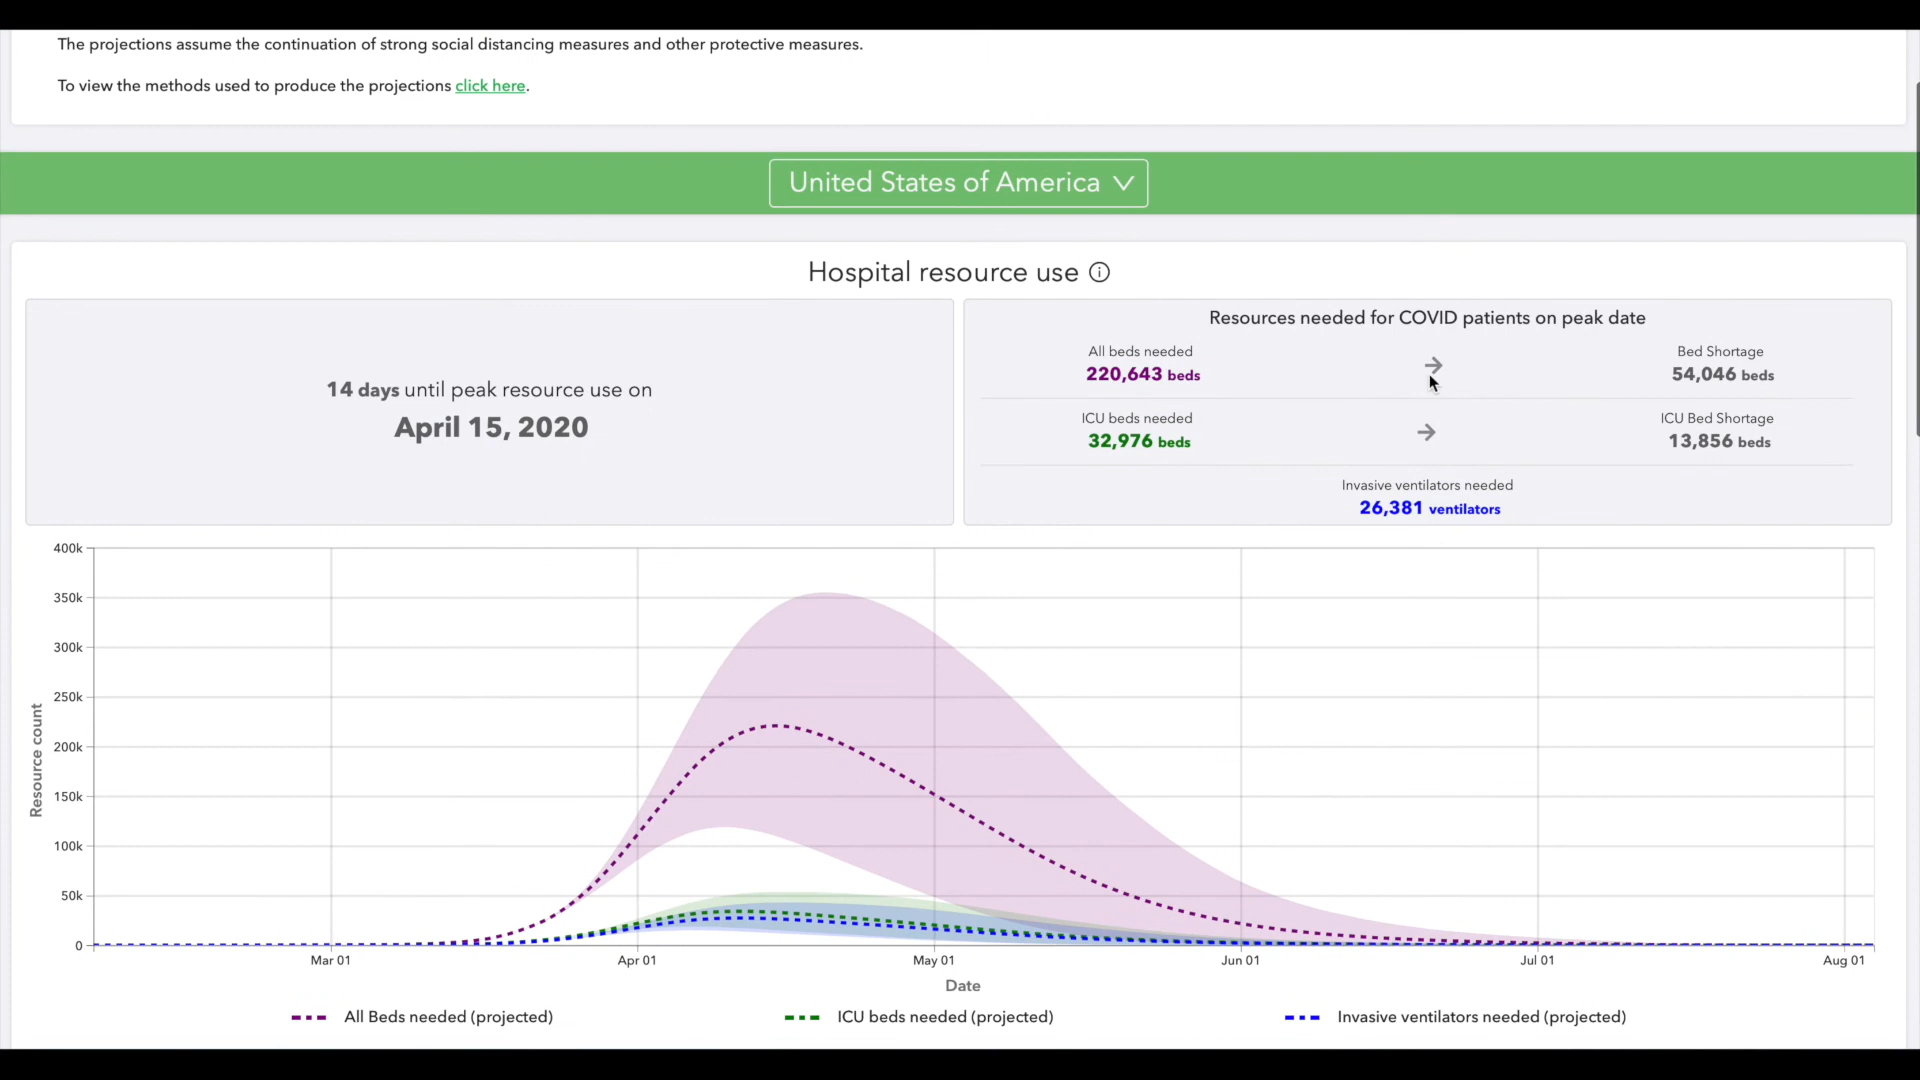 The projections assume the continuation of strong social distancing measures and other protective measures.
To view the methods used to produce the projections click here.
United States of America
Hospital resource use
14 days until peak resource use on
April 15, 2020
Resources needed for COVID patients on peak date
All beds needed
220,643 beds
Bed Shortage
54,046 beds
ICU beds needed
32,976 beds
ICU Bed Shortage
13,856 beds
Invasive ventilators needed
26,381 ventilators
400k
350k
300k
250k
200k
150k
100k
50k
0
Resource count
Mar 01
Apr 01
May 01
Jun 01
Jul 01
Aug 01
Date
All Beds needed (projected)
ICU beds needed (projected)
Invasive ventilators needed (projected)